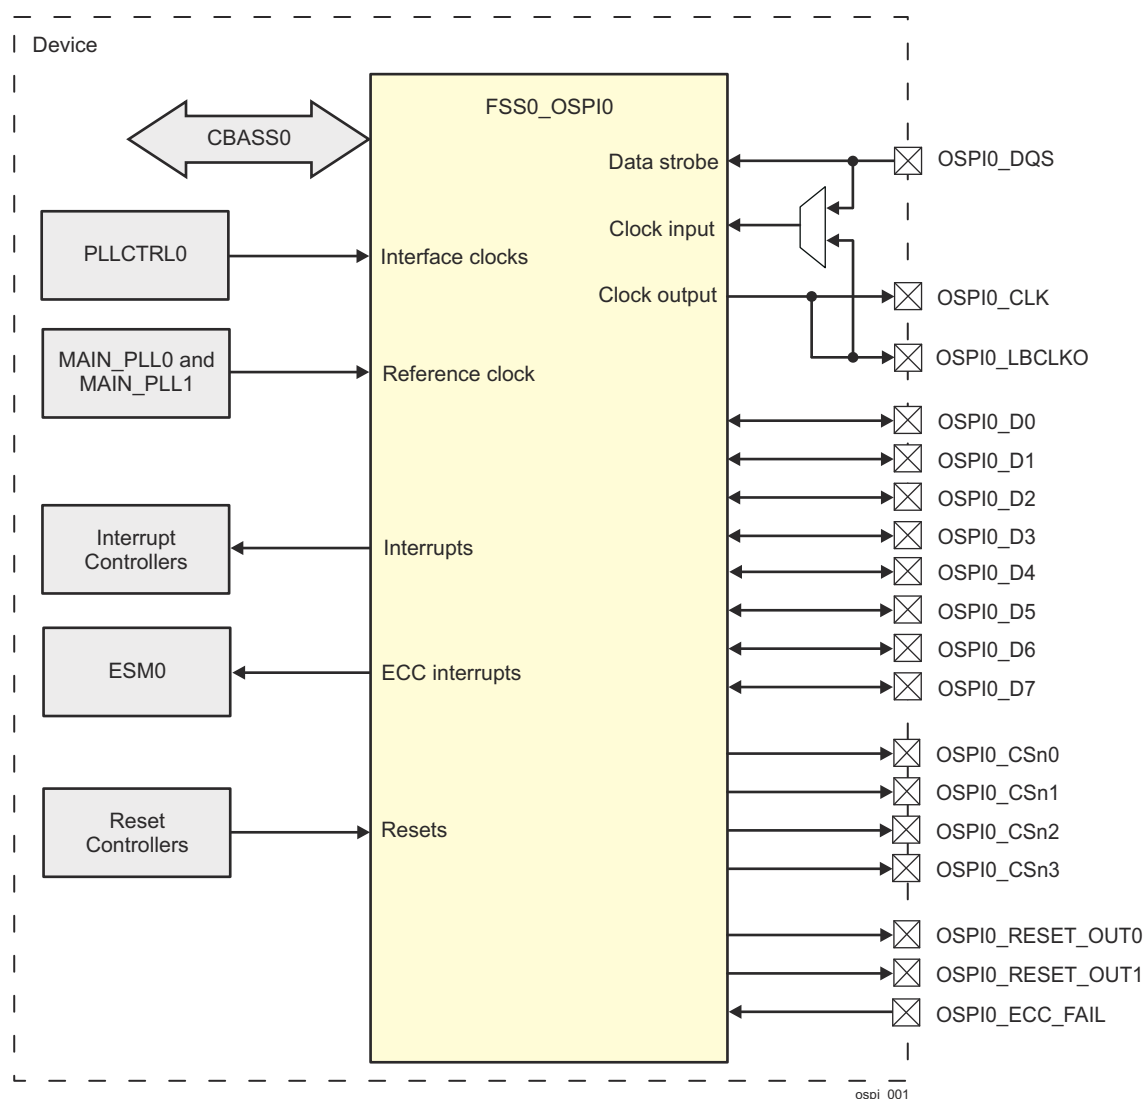 Device
FSS0_OSPI0
CBASS0
Data strobe
OSPI0_DQS
Clock input
PLLCTRL0
Interface clocks
Clock output
OSPI0_CLK
MAIN_PLL0 and
MAIN_PLL1
Reference clock
OSPI0_LBCLKO
OSPI0_D0
OSPI0_D1
OSPI0_D2
OSPI0_D3
OSPI0_D4
OSPI0_D5
OSPI0_D6
OSPI0_D7
Interrupt
Controllers
Interrupts
ESM0
ECC interrupts
OSPI0_CSn0
OSPI0_CSn1
OSPI0_CSn2
OSPI0_CSn3
Reset
Controllers
Resets
OSPI0_RESET_OUT0
OSPI0_RESET_OUT1
OSPI0_ECC_FAIL
ospi_001